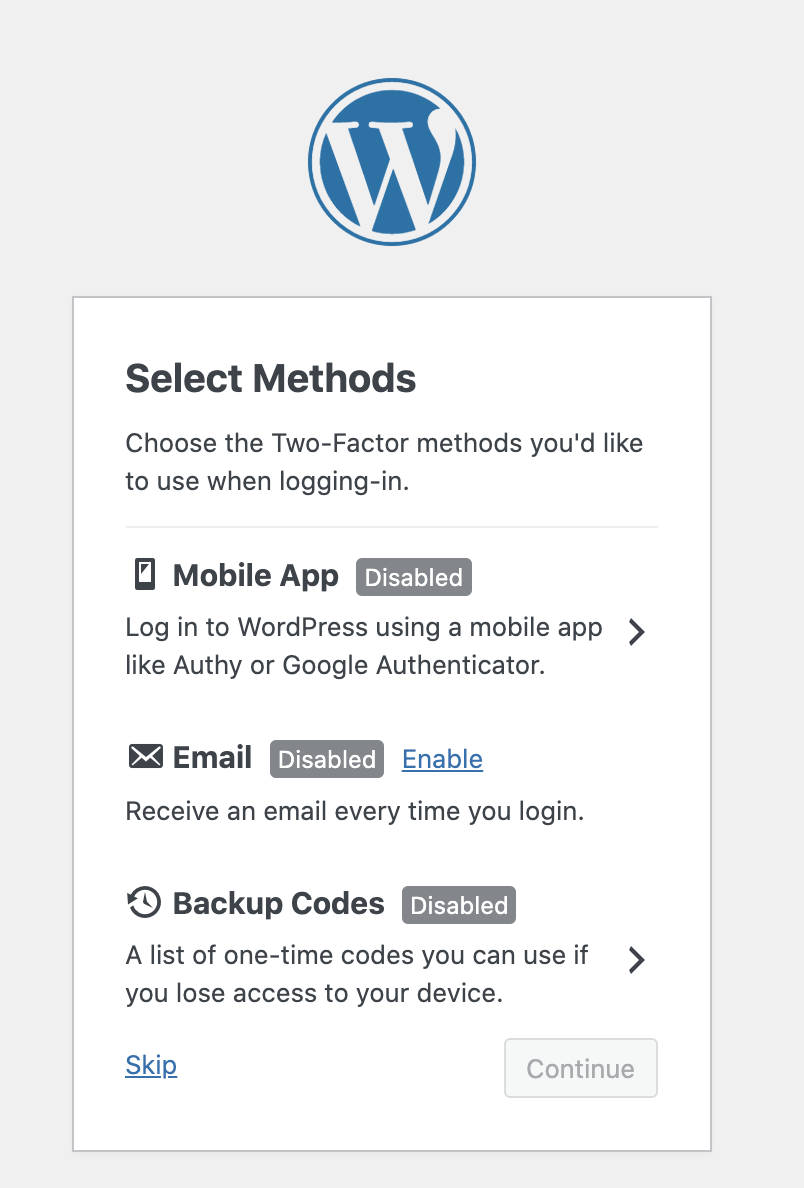 Select Methods
Choose the Two-Factor methods you'd like
to use when logging-in.
Mobile App Disabled
Log in to WordPress using a mobile app
like Authy or Google Authenticator.
Email Disabled Enable
Receive an email every time you login.
Backup Codes Disabled
A list of one-time codes you can use if
you lose access to your device.
Skip Continue